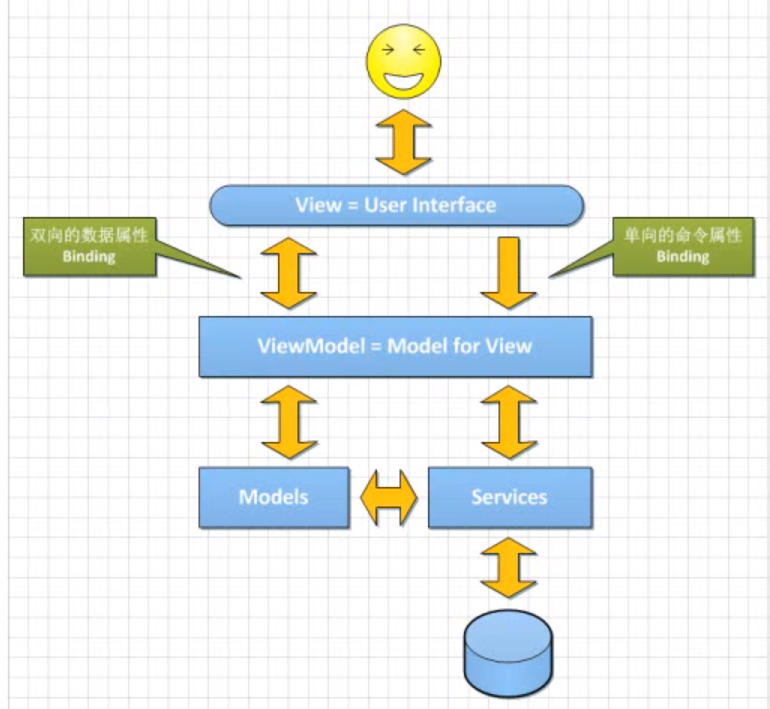 View = User Interface
双向的数据属性
Binding
单向的命令属性
Binding
ViewModel = Model for View
Models
Services